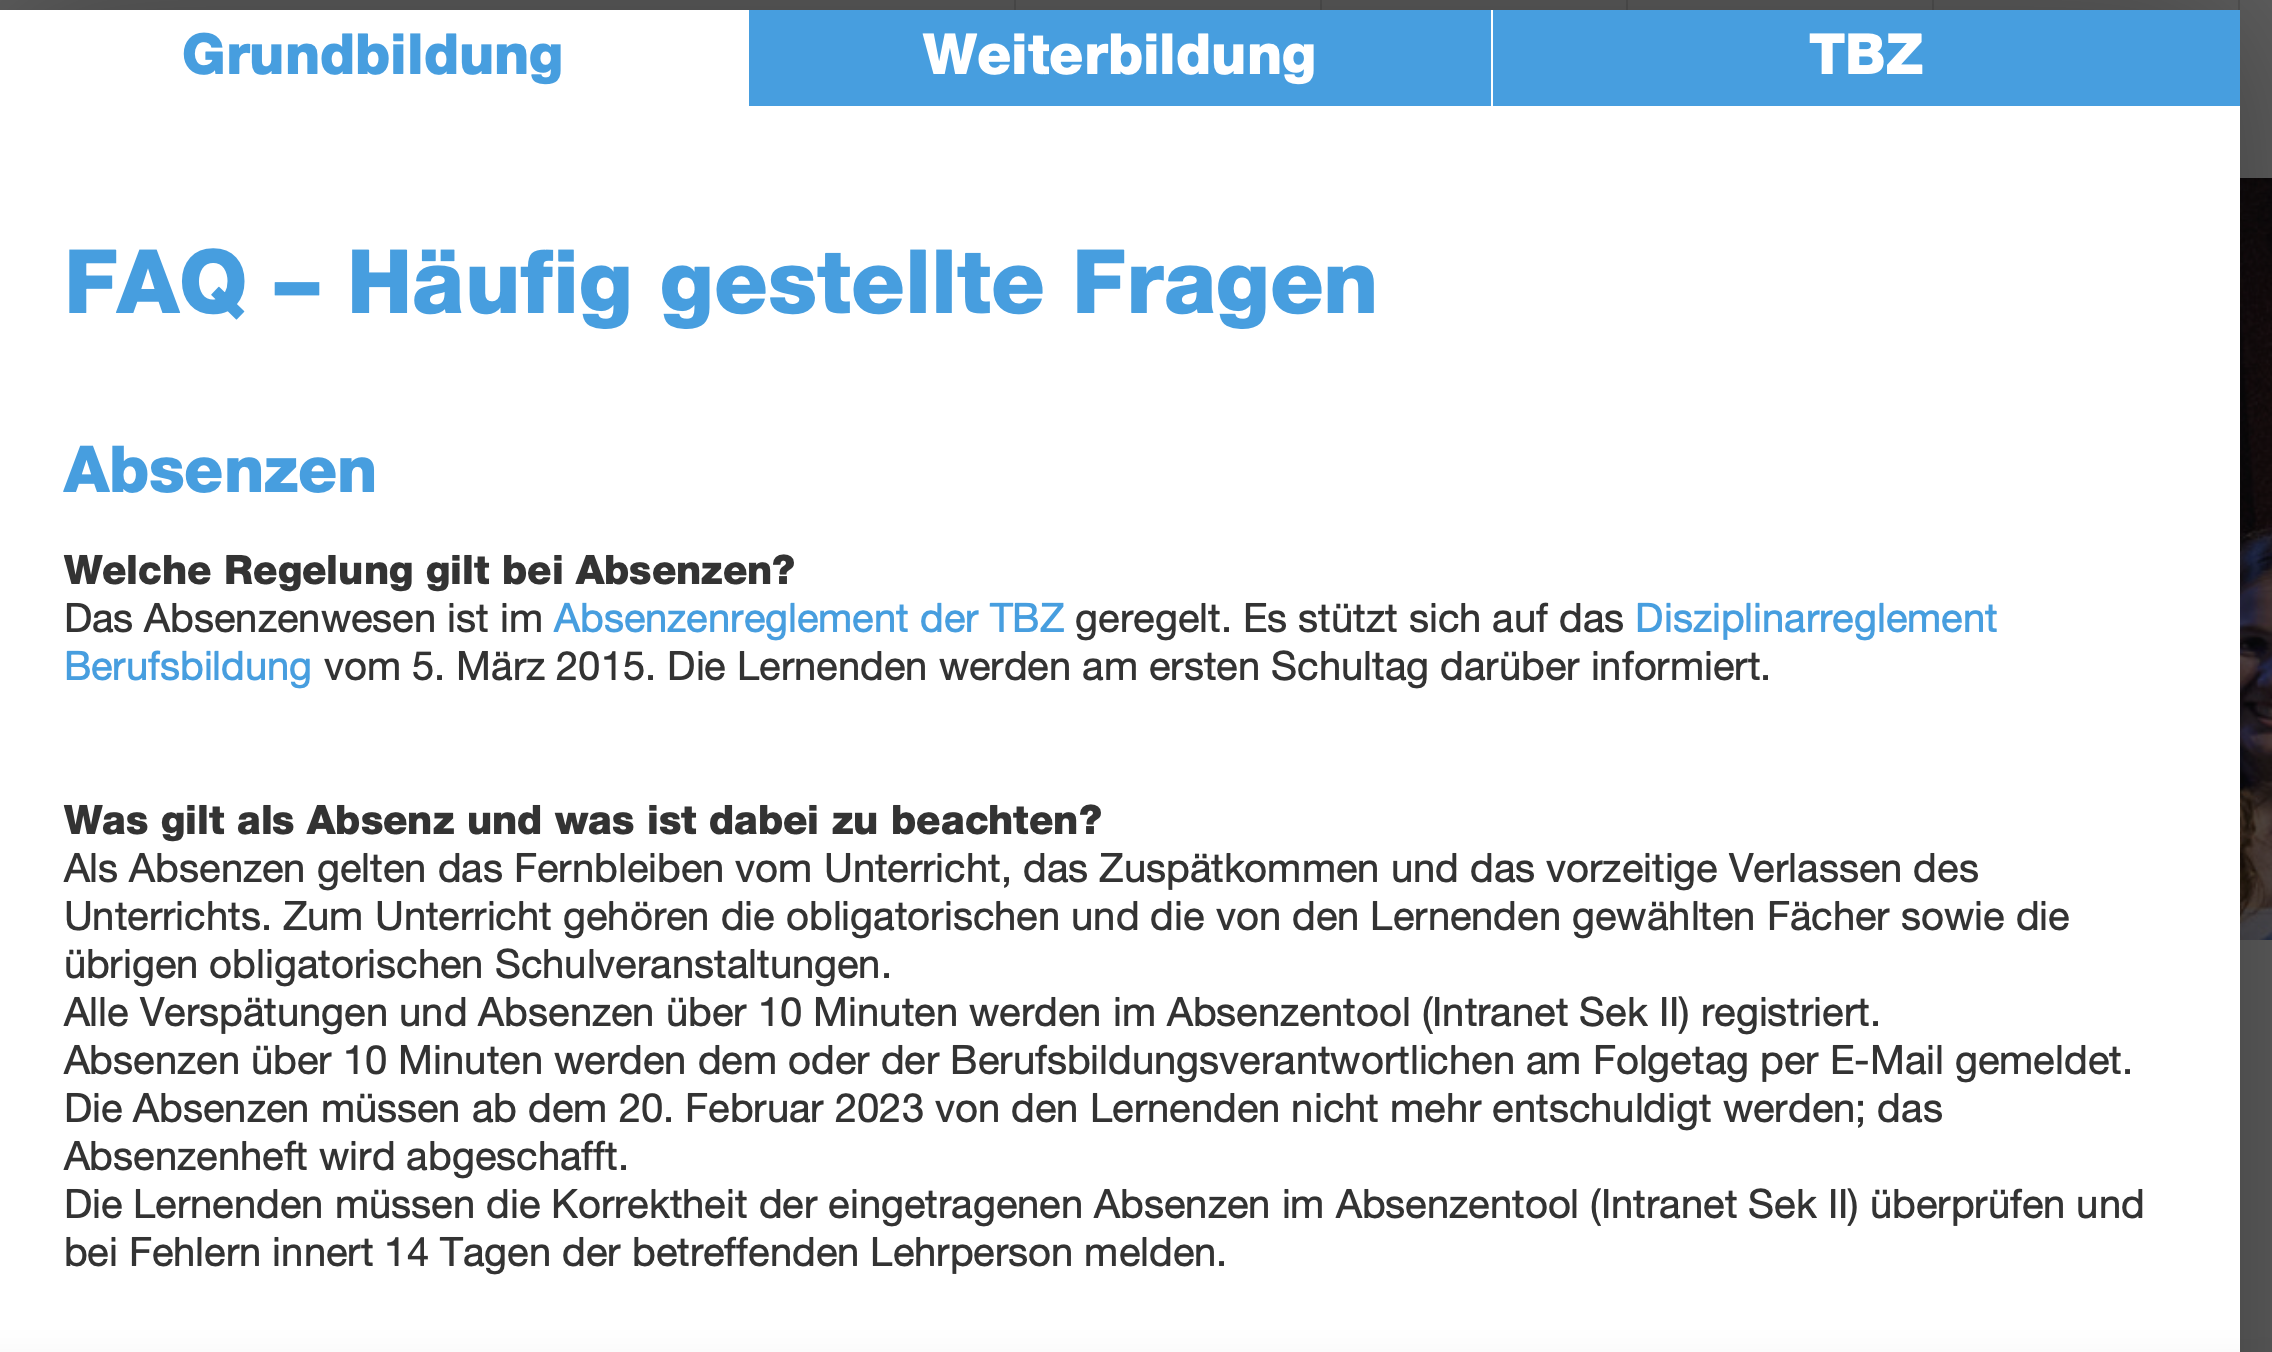 Grundbildung
Weiterbildung
TBZ
FAQ – Häufig gestellte Fragen
Absenzen
Welche Regelung gilt bei Absenzen?
Das Absenzenwesen ist im Absenzenreglement der TBZ geregelt. Es stützt sich auf das Disziplinarreglement
Berufsbildung vom 5. März 2015. Die Lernenden werden am ersten Schultag darüber informiert.
Was gilt als Absenz und was ist dabei zu beachten?
Als Absenzen gelten das Fernbleiben vom Unterricht, das Zuspätkommen und das vorzeitige Verlassen des
Unterrichts. Zum Unterricht gehören die obligatorischen und die von den Lernenden gewählten Fächer sowie die
übrigen obligatorischen Schulveranstaltungen.
Alle Verspätungen und Absenzen über 10 Minuten werden im Absenzentool (Intranet Sek II) registriert.
Absenzen über 10 Minuten werden dem oder der Berufsbildungsverantwortlichen am Folgetag per E-Mail gemeldet.
Die Absenzen müssen ab dem 20. Februar 2023 von den Lernenden nicht mehr entschuldigt werden; das
Absenzenheft wird abgeschafft.
Die Lernenden müssen die Korrektheit der eingetragenen Absenzen im Absenzentool (Intranet Sek II) überprüfen und
bei Fehlern innert 14 Tagen der betreffenden Lehrperson melden.